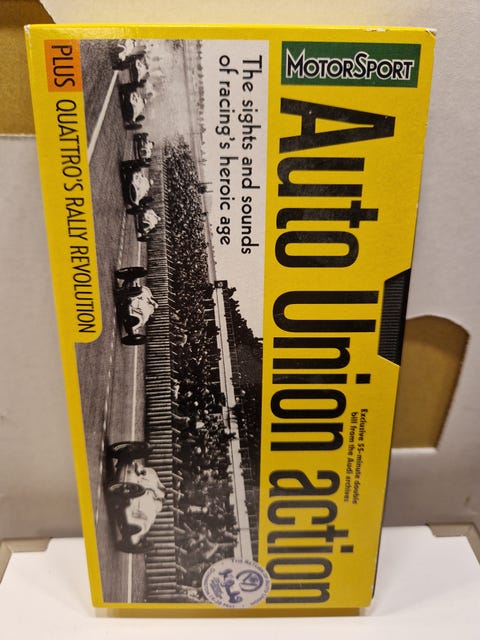 MOTORSPORT
Auto Union action
Exclusive 55-minute double
bill from the Audi archives
The sights and sounds
of racing's heroic age
PLUS QUATTRO'S RALLY REVOLUTION